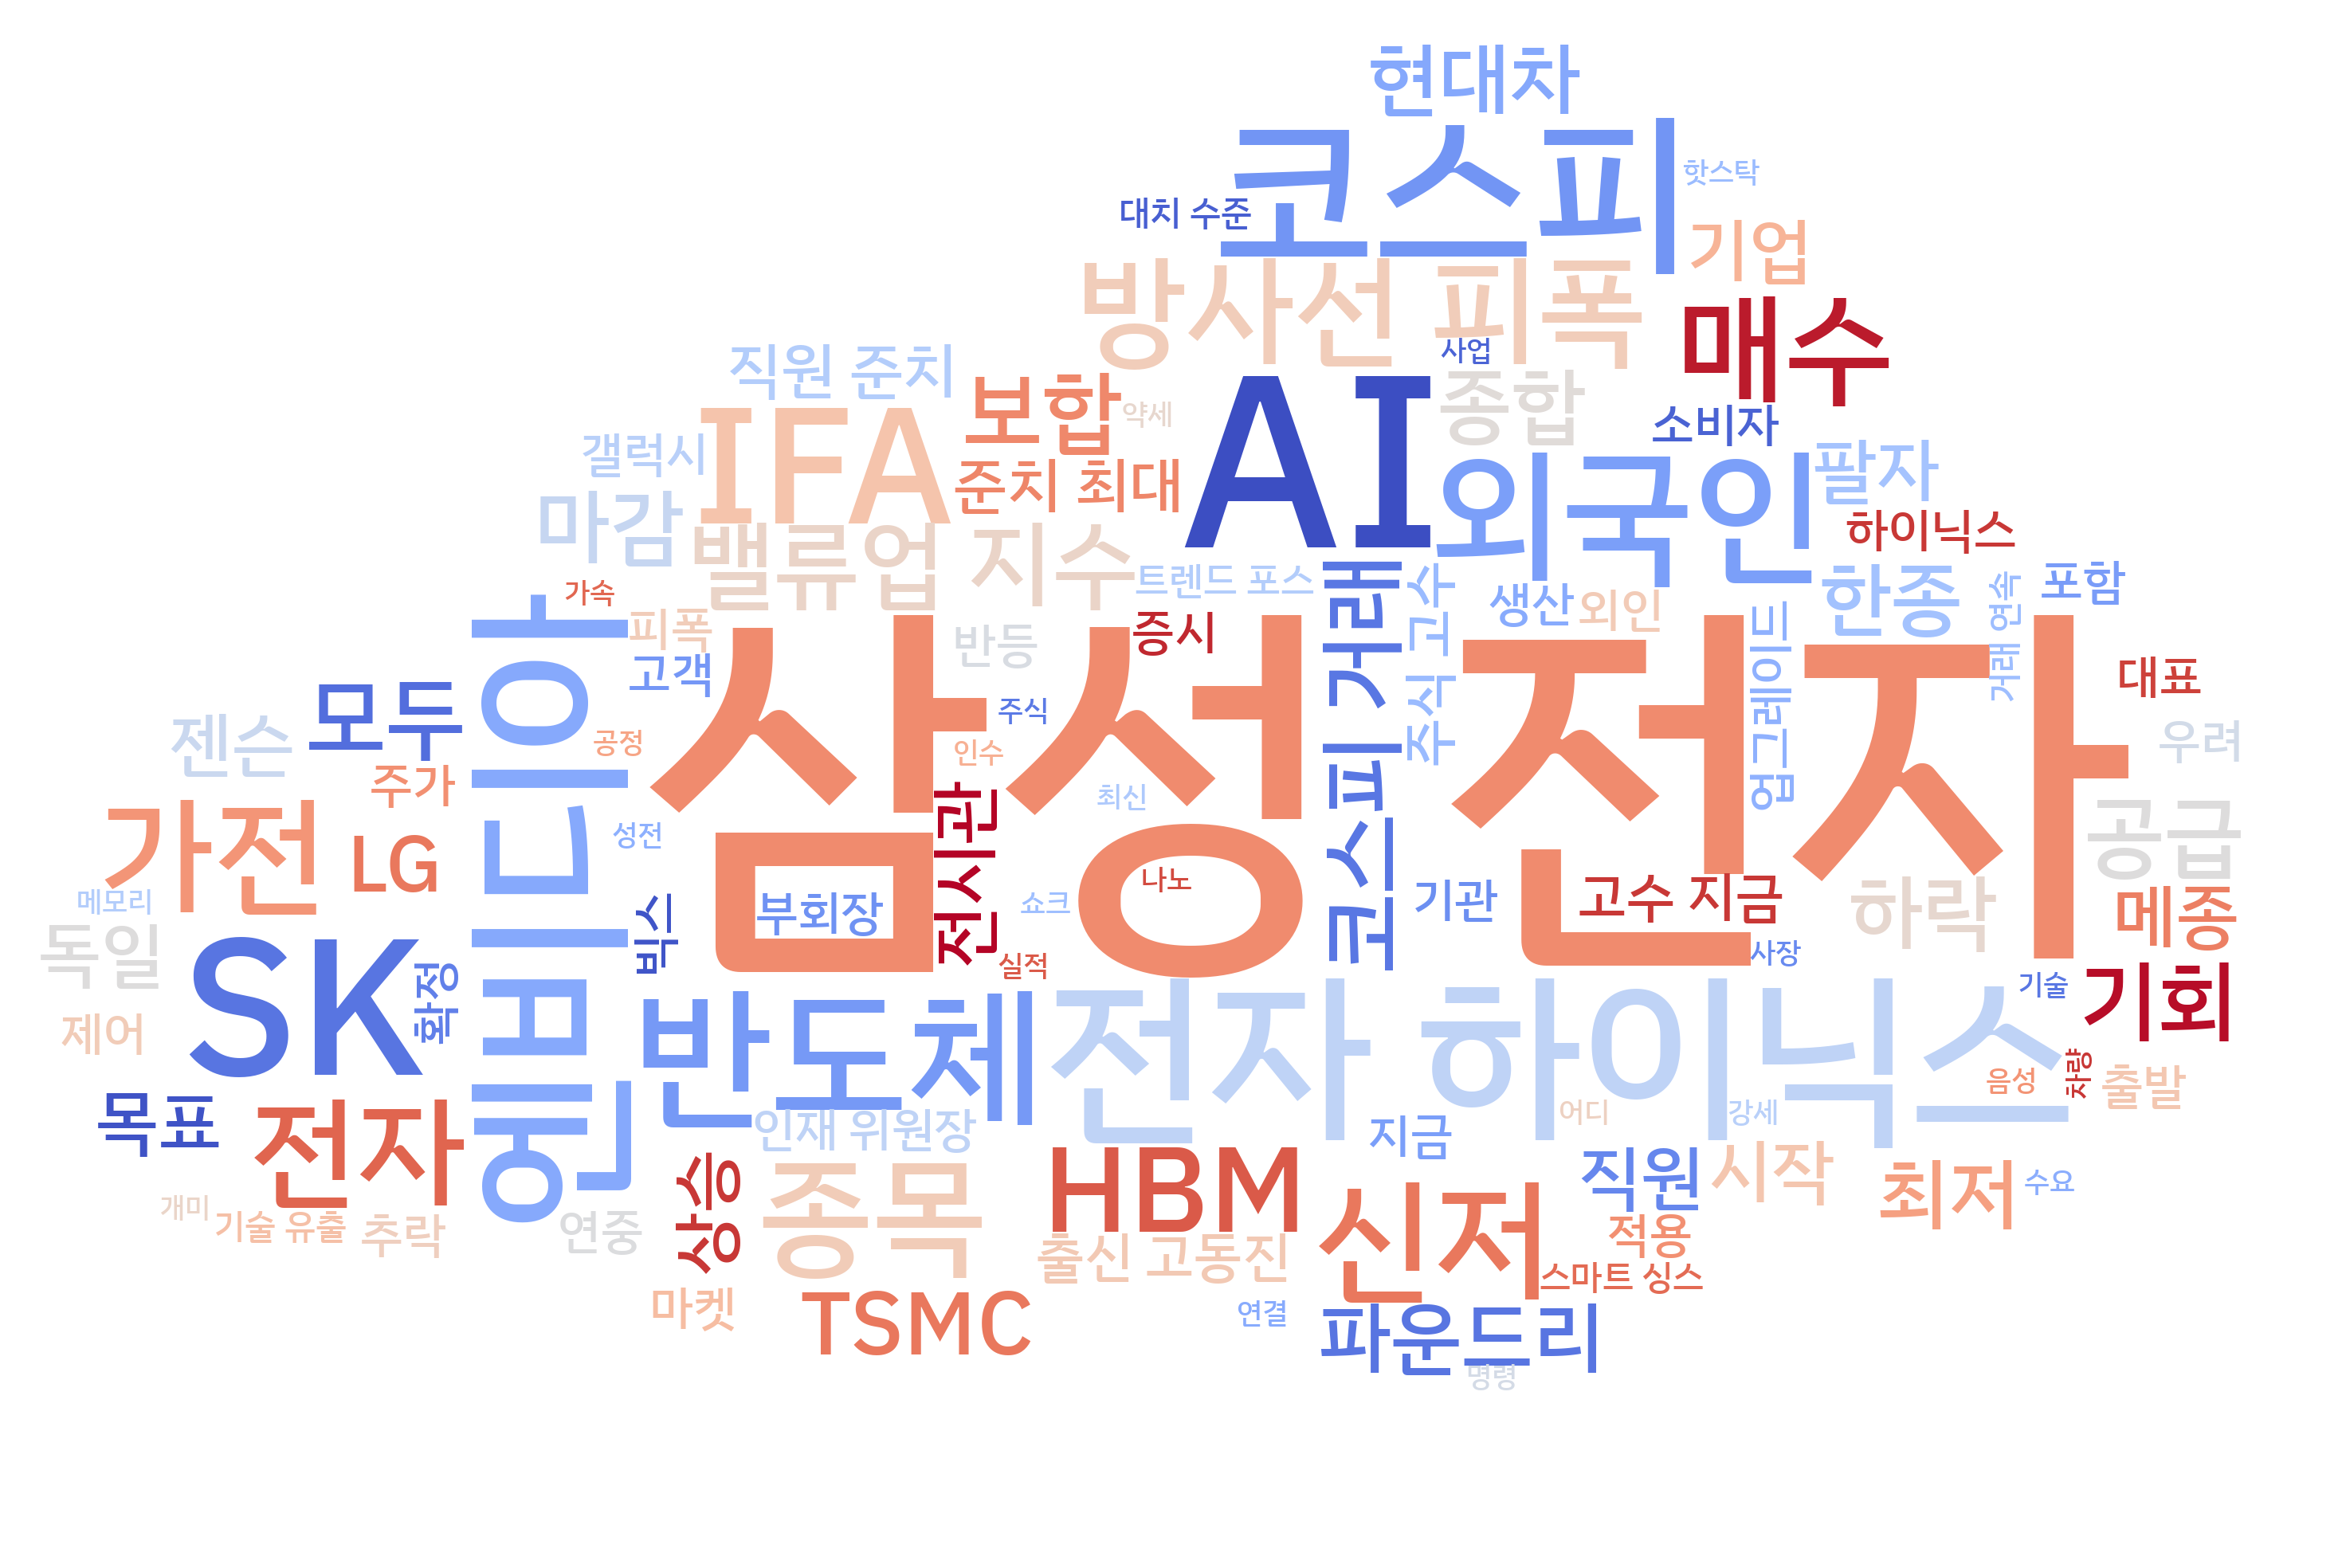 현대차
코스피
핫스탁
대치 수준
기업
방사선 피폭
매수
사업
직원 준치
보합
약세
AI
종합
소비자
IFA
갤럭시
준치 최대
외국인
팔자
마감
하이닉스
밸류업 지수
트렌드 포스
코스피 거래
주식 고수
생산
외인
한종
거래 연속
포함
가속
피폭
반등
증시
업그레이드
고객
삼성전자
대표
모두
엔비디아
주식
젠슨
공정
인수
우려
주가
최신
가전
성전
전시관
공급
LG
나노
고수 지금
메모리
부회장
쇼크
기관
하락
메종
독일
빅스
실적
사장
SK
확정
반도체
전자 하이닉스
기술
기회
제어
음성
차량
출발
목표
전자
인재 위원장
지금
어디
강세
상승
종목
HBM
직원
시작
최저
수요
개미
기술 유출
추락
연중
출신 고동진
신저
적용
스마트 싱스
마켓
TSMC
연결
파운드리
명령